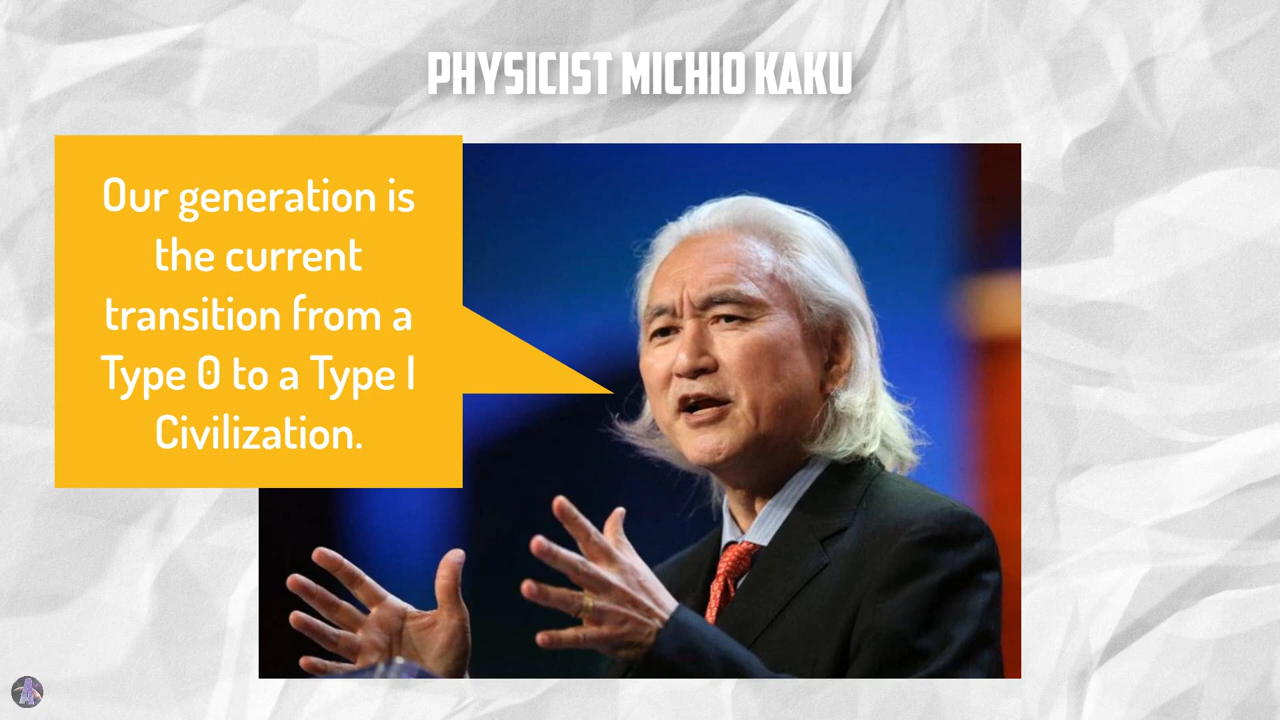 PHYSICIST MICHIO KAKU
Our generation is
the current
transition from a
Type 0 to a Type I
Civilization.